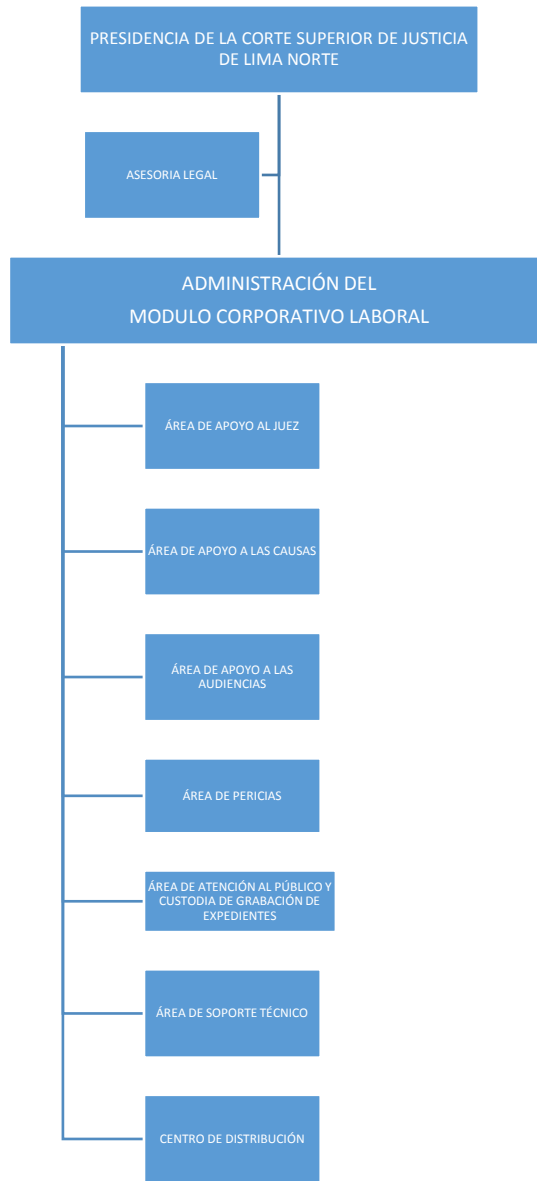 PRESIDENCIA DE LA CORTE SUPERIOR DE JUSTICIA
DE LIMA NORTE
ASESORIA LEGAL
ADMINISTRACIÓN DEL
MODULO CORPORATIVO LABORAL
ÁREA DE APOYO AL JUEZ
ÁREA DE APOYO A LAS CAUSAS
ÁREA DE APOYO A LAS
AUDIENCIAS
ÁREA DE PERICIAS
ÁREA DE ATENCIÓN AL PÚBLICO Y
CUSTODIA DE GRABACIÓN DE
EXPEDIENTES
ÁREA DE SOPORTE TÉCNICO
CENTRO DE DISTRIBUCIÓN